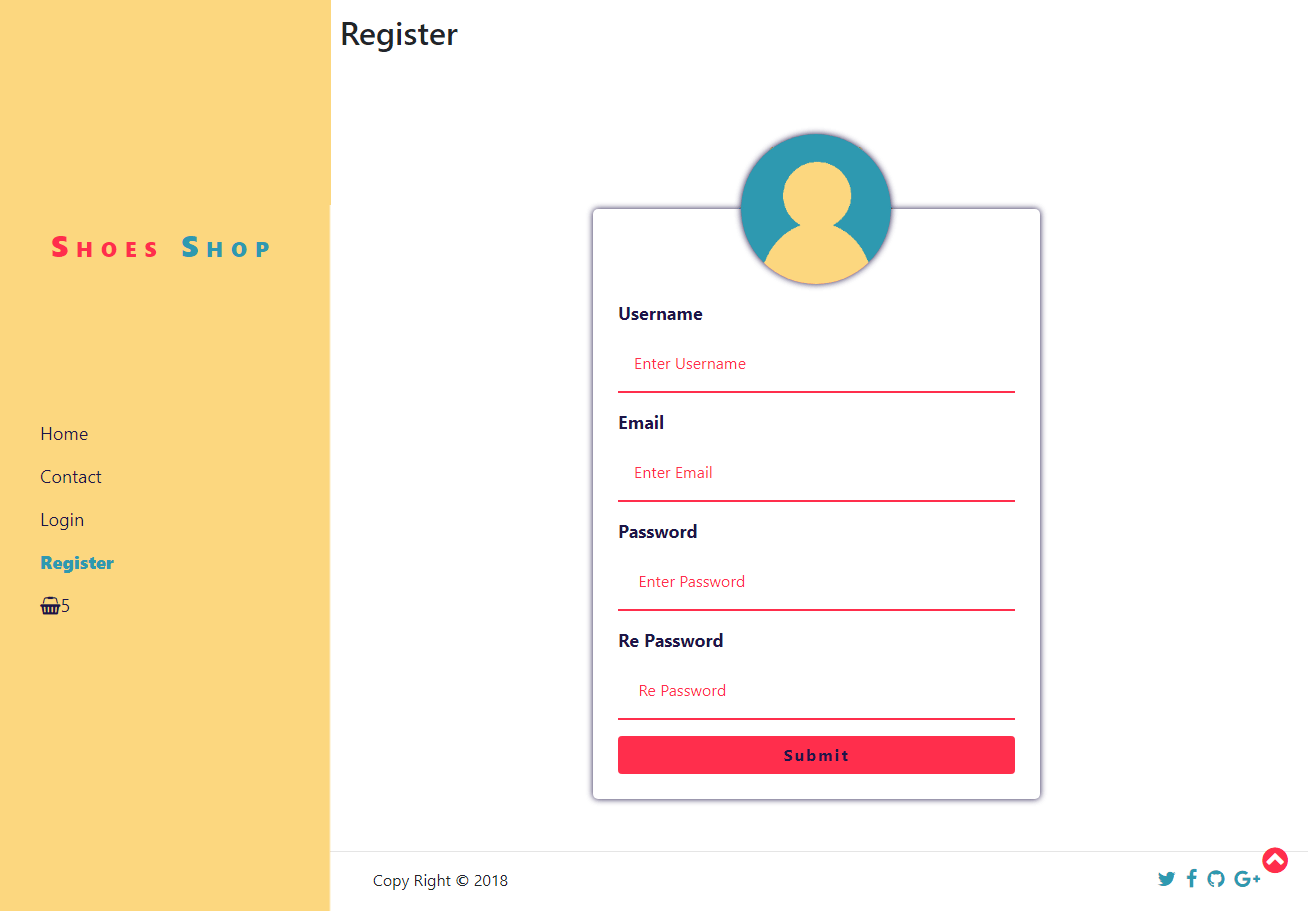 Register
Shoes Shop
Home
Contact
Login
Register
5
Username
Enter Username
Email
Enter Email
Password
Enter Password
Re Password
Re Password
Submit
Copy Right © 2018
G+